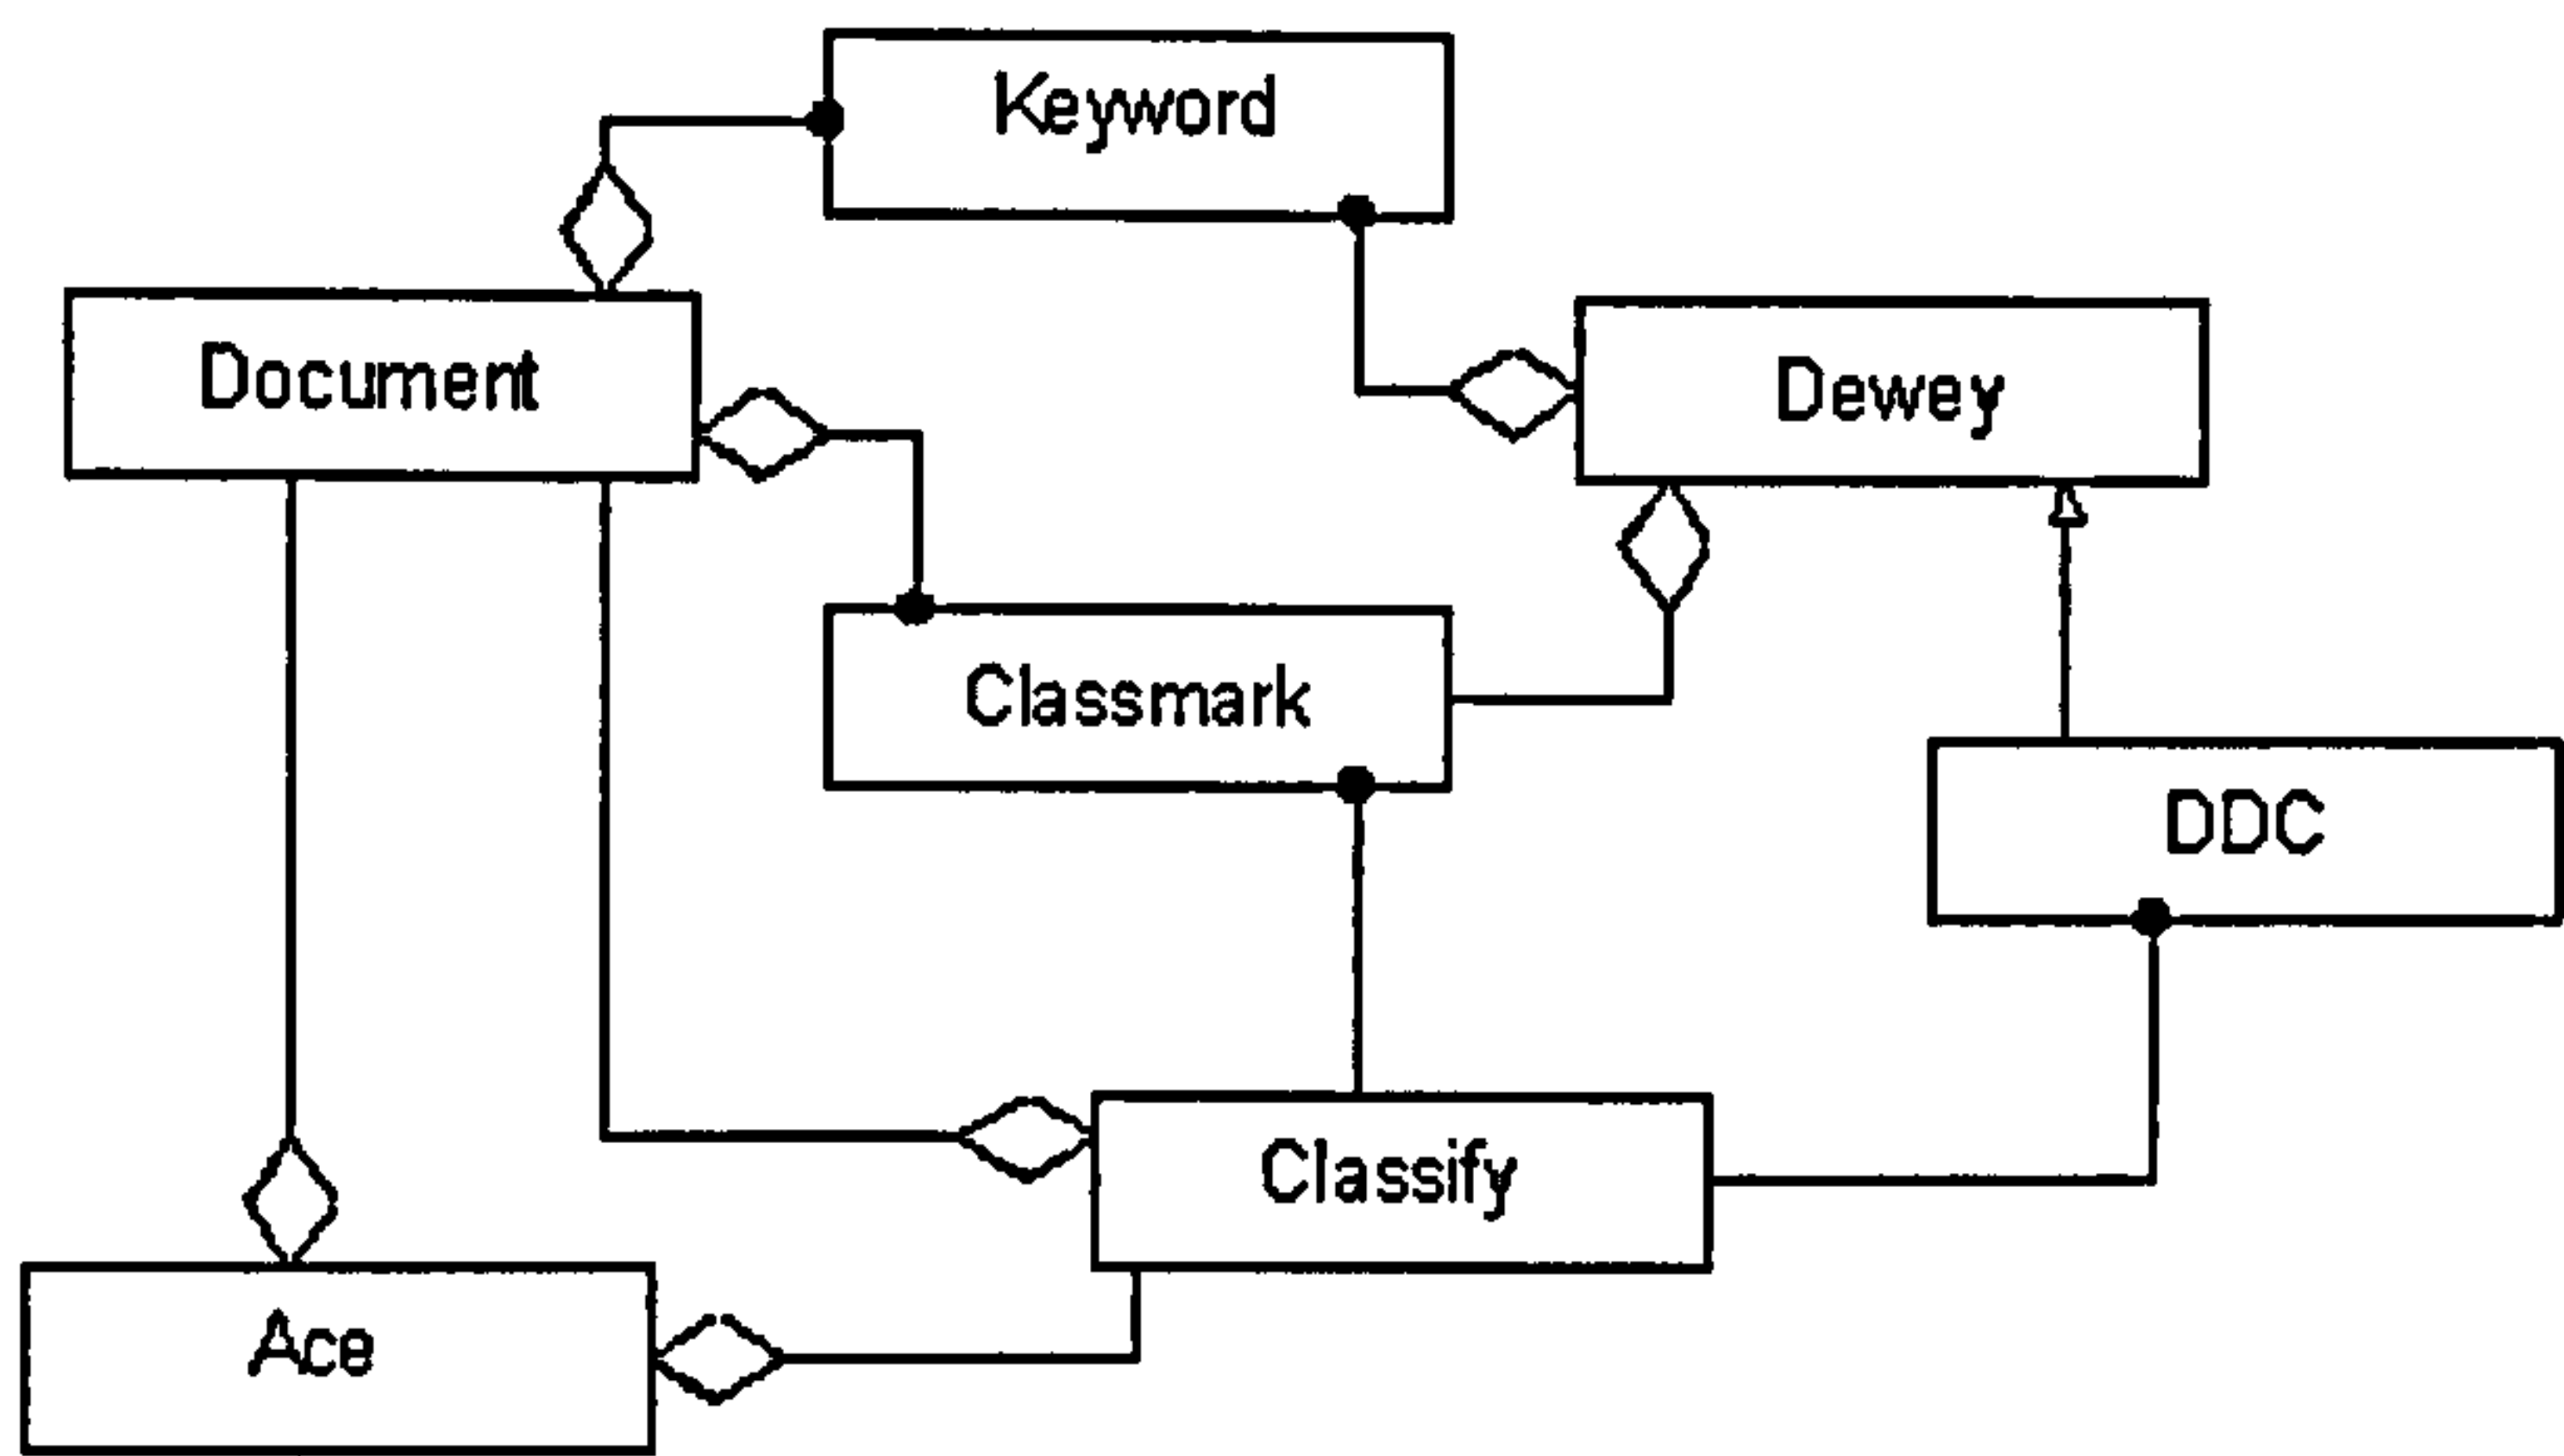 Keyword
Document
Dewey
Classmark
DDC
Classify
Ace